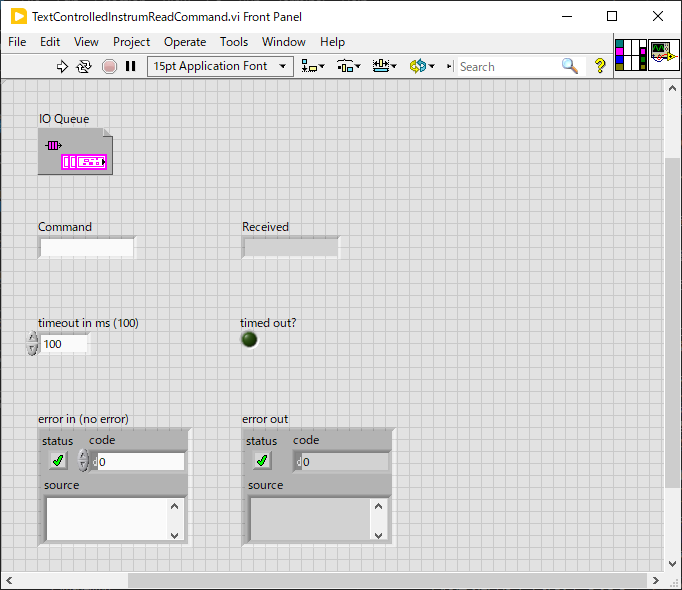 TextControlledInstrumReadCommand.vi Front Panel
File Edit View Project Operate Tools Window Help
15pt Application Font Search
IO Queue
Command Received
timeout in ms (100) timed out?
100
error in (no error) error out
status code status code
0 0
source source